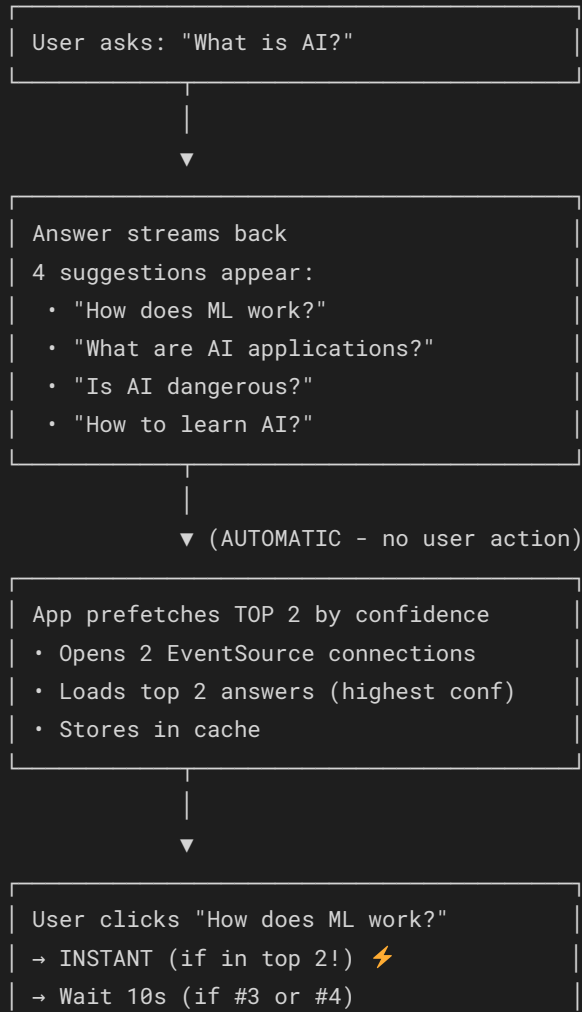 User asks: "What is AI?"
Answer streams back
4 suggestions appear:
• "How does ML work?"
• "What are AI applications?"
• "Is AI dangerous?"
• "How to learn AI?"
▼ (AUTOMATIC - no user action)
App prefetches TOP 2 by confidence
• Opens 2 EventSource connections
• Loads top 2 answers (highest conf)
• Stores in cache
User clicks "How does ML work?"
→ INSTANT (if in top 2!) ⚡
→ Wait 10s (if #3 or #4)